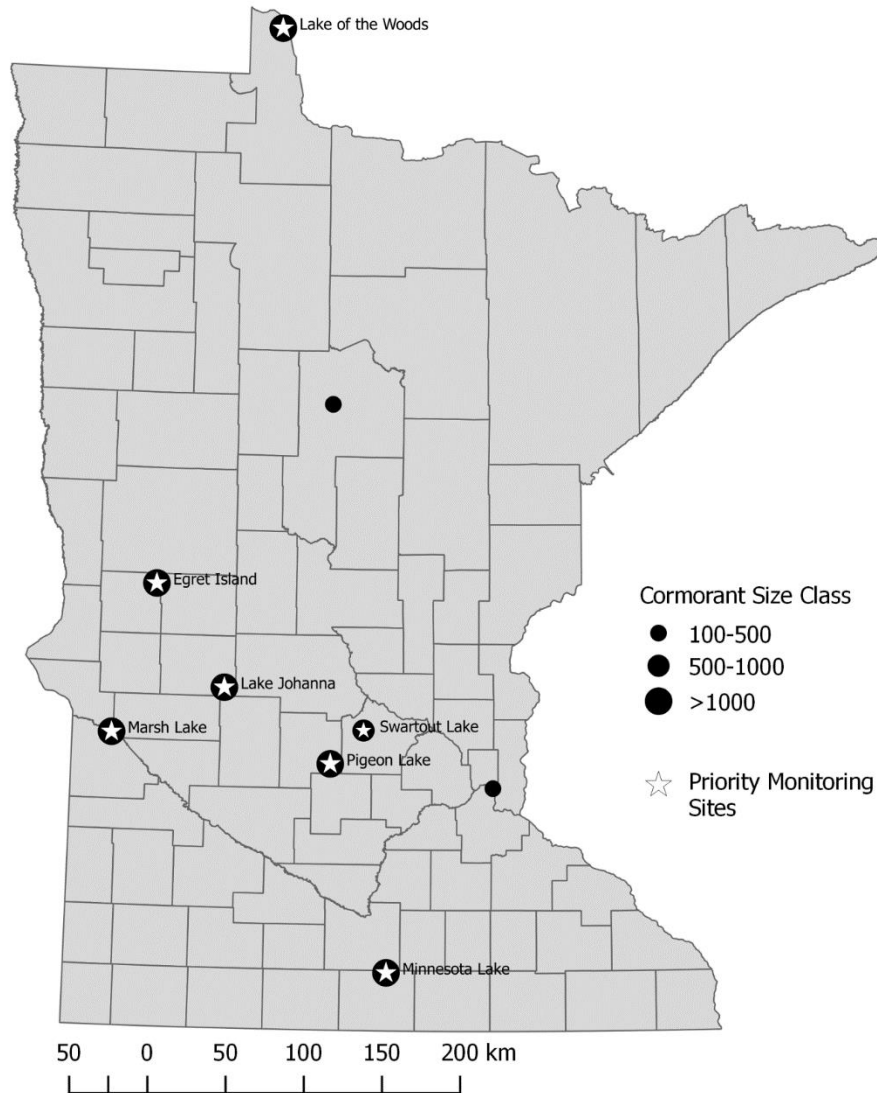 Lake of the Woods
Egret Island
Lake Johanna
Marsh Lake
Swartout Lake
Pigeon Lake
Minnesota Lake
Cormorant Size Class
100-500
500-1000
>1000
Priority Monitoring
Sites
50 0 50 100 150 200 km